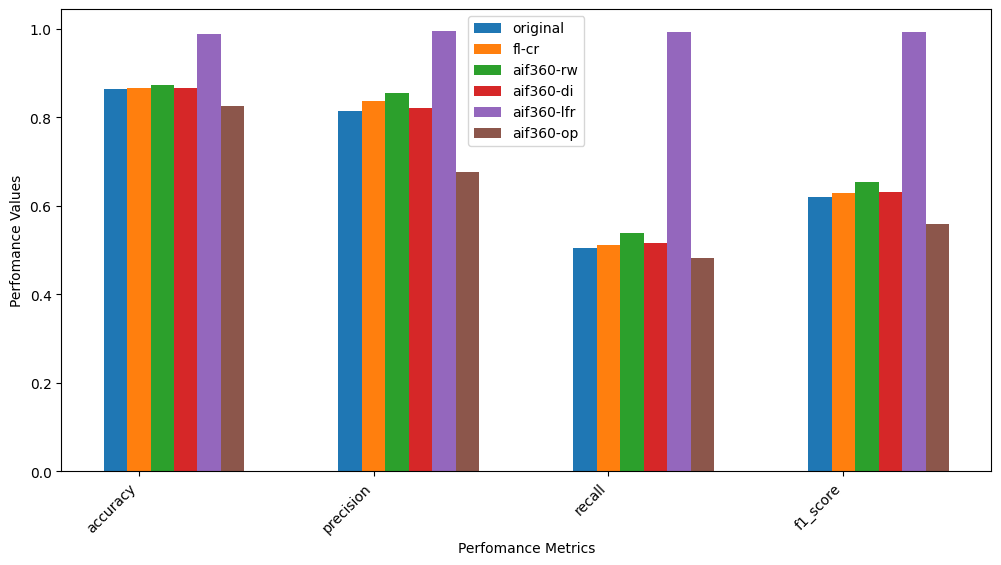 original
fl-cr
aif360-rw
aif360-di
aif360-lfr
aif360-op
1.0
0.8
0.6
0.4
0.2
0.0
Perfomance Values
accuracy
precision
recall
f1_score
Perfomance Metrics